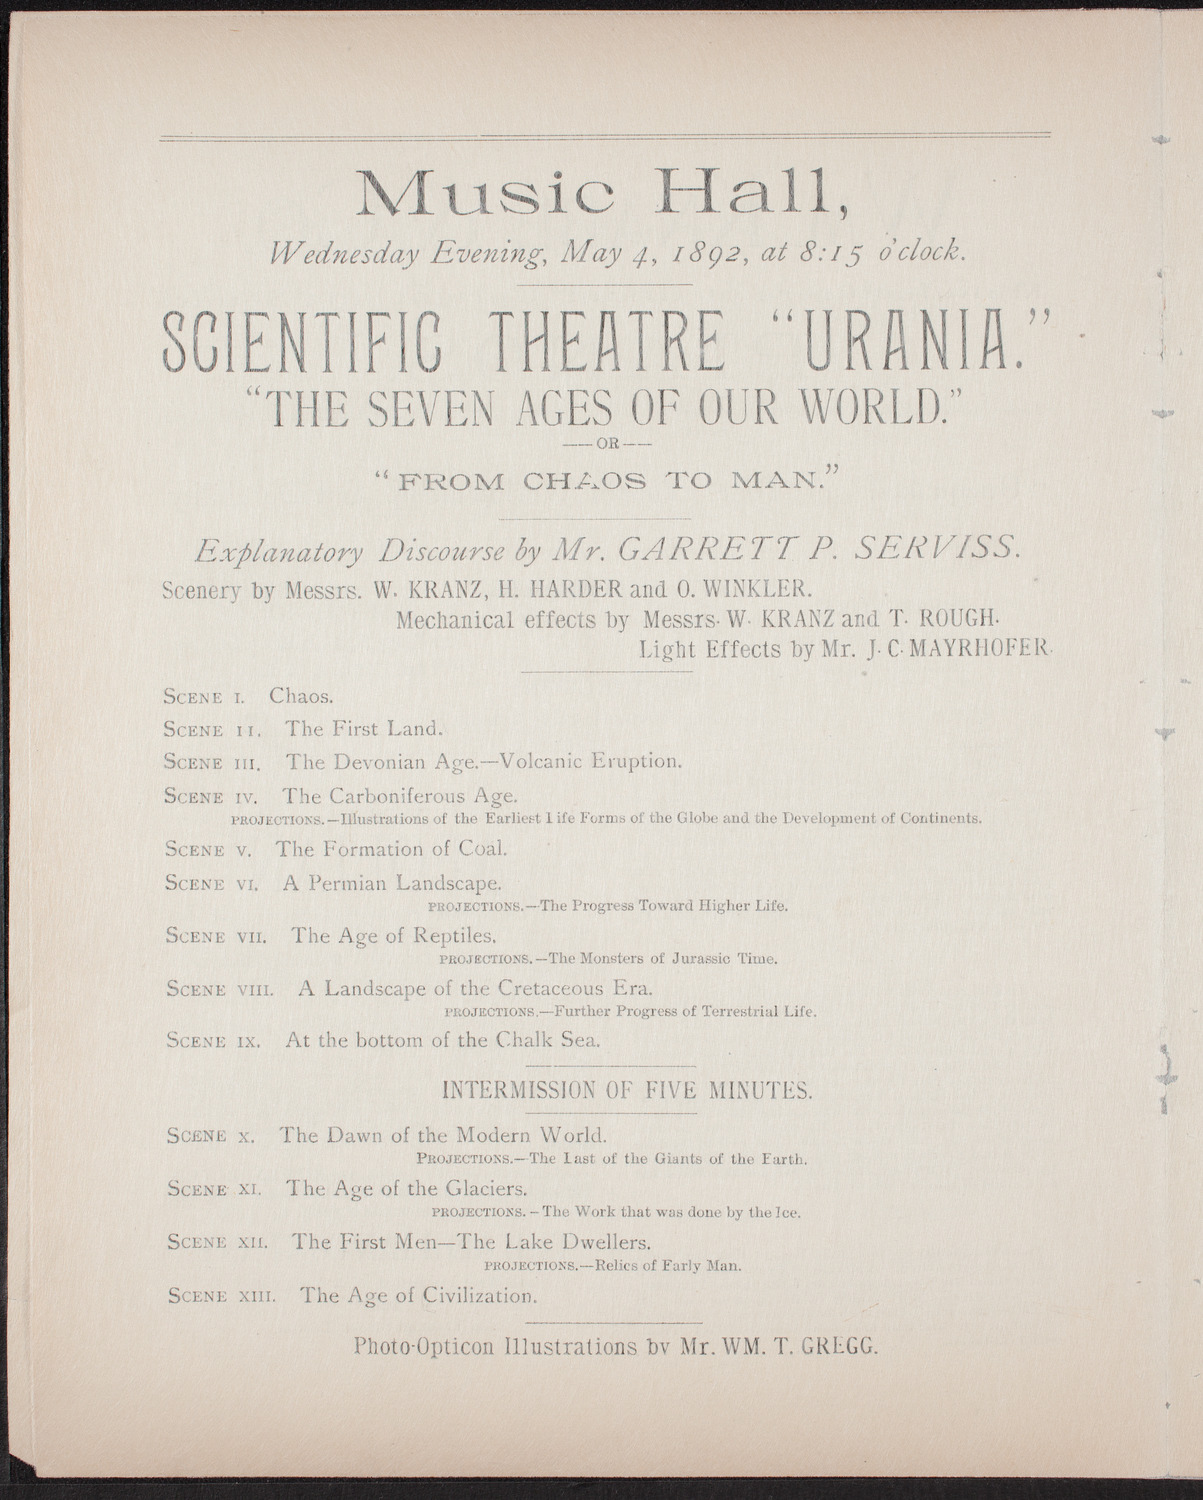 Music Hall,
Wednesday Evening, May 4, 1892, at 8:15 o'clock.
SCIENTIFIC THEATRE “URANIA.”
“THE SEVEN AGES OF OUR WORLD.”
—OR—
“FROM CHAOS TO MAN.”
Explanatory Discourse by Mr. GARRETT P. SERVISS.
Scenery by Messrs. W. KRANZ, H. HARDER and O. WINKLER.
Mechanical effects by Messrs. W. KRANZ and T. ROUGH.
Light Effects by Mr. J. C. MAYRHOFER.
SCENE I. Chaos.
SCENE II. The First Land.
SCENE III. The Devonian Age.—Volcanic Eruption.
SCENE IV. The Carboniferous Age.
PROJECTIONS.—Illustrations of the Earliest Life Forms of the Globe and the Development of Continents.
SCENE V. The Formation of Coal.
SCENE VI. A Permian Landscape.
PROJECTIONS.—The Progress Toward Higher Life.
SCENE VII. The Age of Reptiles.
PROJECTIONS.—The Monsters of Jurassic Time.
SCENE VIII. A Landscape of the Cretaceous Era.
PROJECTIONS.—Further Progress of Terrestrial Life.
SCENE IX. At the bottom of the Chalk Sea.
INTERMISSION OF FIVE MINUTES.
SCENE X. The Dawn of the Modern World.
PROJECTIONS.—The Last of the Giants of the Earth.
SCENE XI. The Age of the Glaciers.
PROJECTIONS.—The Work that was done by the Ice.
SCENE XII. The First Men—The Lake Dwellers.
PROJECTIONS.—Relics of Early Man.
SCENE XIII. The Age of Civilization.
Photo-Opticon Illustrations by Mr. WM. T. GREGG.